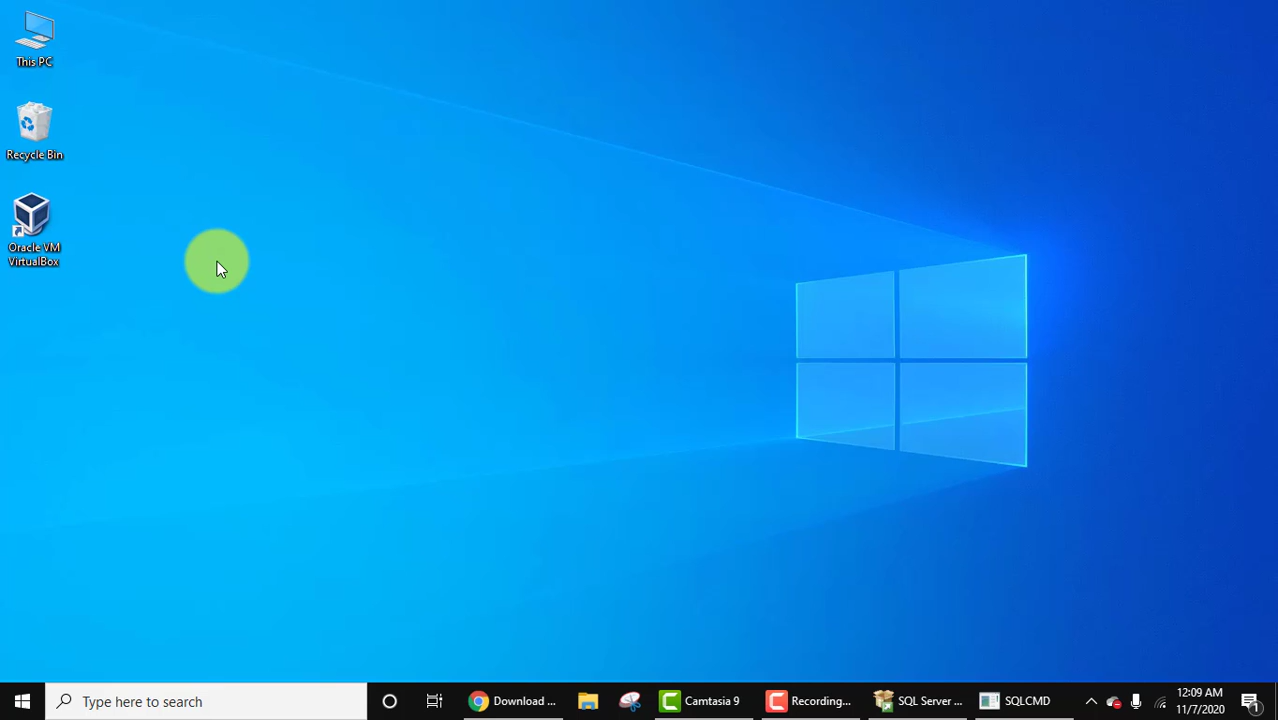 This PC
Recycle Bin
Oracle VM
VirtualBox
Type here to search
Download ...
Camtasia 9
Recording...
SQL Server ...
SQLCMD
12:09 AM
11/7/2020
1